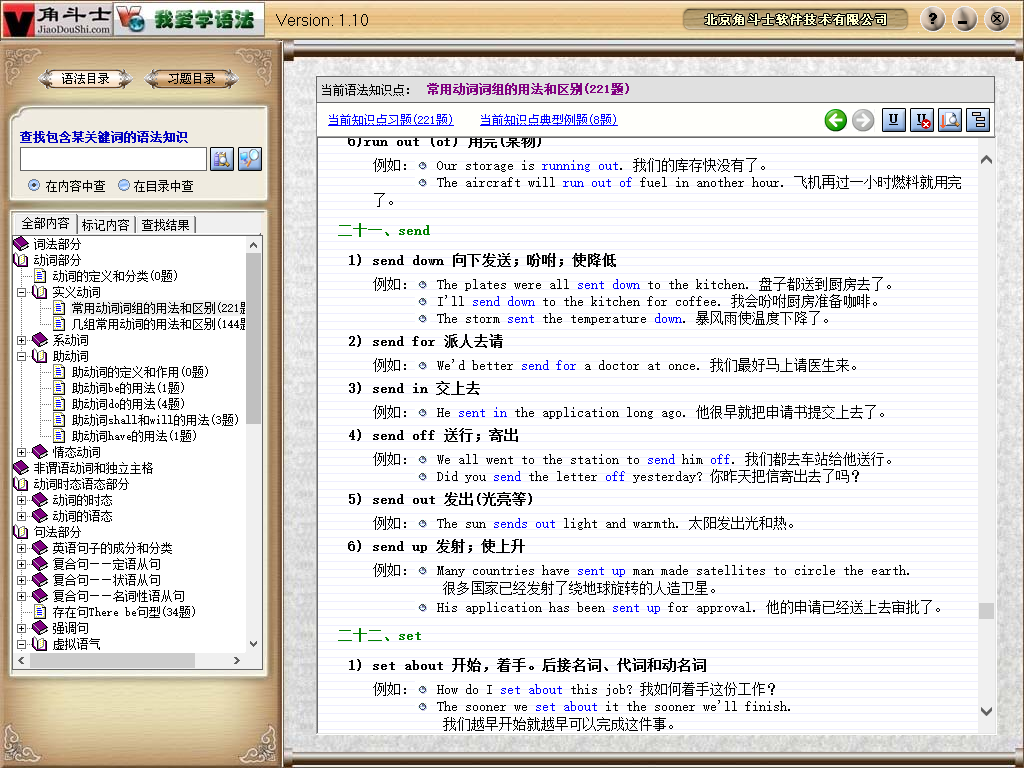 角斗士
JiaoDouShi.com
我爱学语法
Version: 1.10
北京角斗士软件技术有限公司
语法目录
习题目录
查找包含某关键词的语法知识
在内容中查
在目录中查
全部内容
标记内容
查找结果
词法部分
动词部分
动词的定义和分类(0题)
实义动词
常用动词词组的用法和区别(221题
几组常用动词的用法和区别(144题
系动词
助动词
助动词的定义和作用(0题)
助动词be的用法(1题)
助动词do的用法(4题)
助动词shall和will的用法(3题)
助动词have的用法(1题)
情态动词
非谓语动词和独立主格
动词时态语态部分
动词的时态
动词的语态
句法部分
英语句子的成分和分类
复合句——定语从句
复合句——状语从句
复合句——名词性语从句
存在句There be句型(34题)
强调句
虚拟语气
当前语法知识点： 常用动词词组的用法和区别(221题)
当前知识点习题(221题)
当前知识点典型例题(8题)
6)run out (of) 用完(某物)
例如： Our storage is running out. 我们的库存快没有了。
The aircraft will run out of fuel in another hour. 飞机再过一小时燃料就用完
了。
二十一、send
1) send down 向下发送；吩咐；使降低
例如： The plates were all sent down to the kitchen. 盘子都送到厨房去了。
I'll send down to the kitchen for coffee. 我会吩咐厨房准备咖啡。
The storm sent the temperature down. 暴风雨使温度下降了。
2) send for 派人去请
例如： We'd better send for a doctor at once. 我们最好马上请医生来。
3) send in 交上去
例如： He sent in the application long ago. 他很早就把申请书提交上去了。
4) send off 送行；寄出
例如： We all went to the station to send him off. 我们都去车站给他送行。
Did you send the letter off yesterday? 你昨天把信寄出去了吗？
5) send out 发出(光亮等)
例如： The sun sends out light and warmth. 太阳发出光和热。
6) send up 发射；使上升
例如： Many countries have sent up man made satellites to circle the earth.
很多国家已经发射了绕地球旋转的人造卫星。
His application has been sent up for approval. 他的申请已经送上去审批了。
二十二、set
1) set about 开始，着手。后接名词、代词和动名词
例如： How do I set about this job? 我如何着手这份工作？
The sooner we set about it the sooner we'll finish.
我们越早开始就越早可以完成这件事。